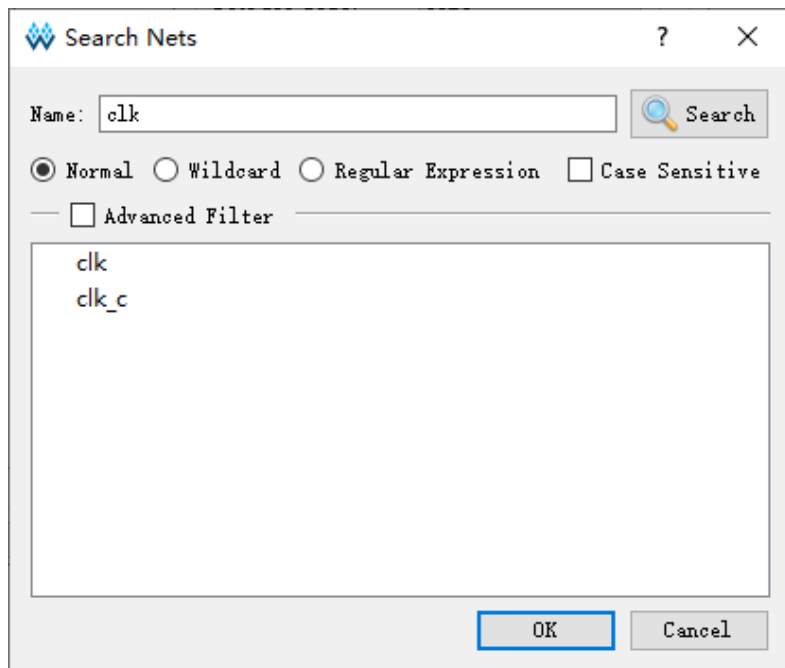 Search Nets ?
Name: clk Search
Normal Wildcard Regular Expression Case Sensitive
Advanced Filter
clk
clk_c
OK Cancel